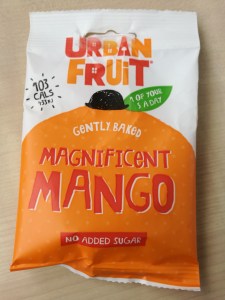 URBAN
FRUIT
103
CALS
1 OF YOUR
5 A DAY
GENTLY BAKED
MAGNIFICENT
MANGO
NO ADDED SUGAR